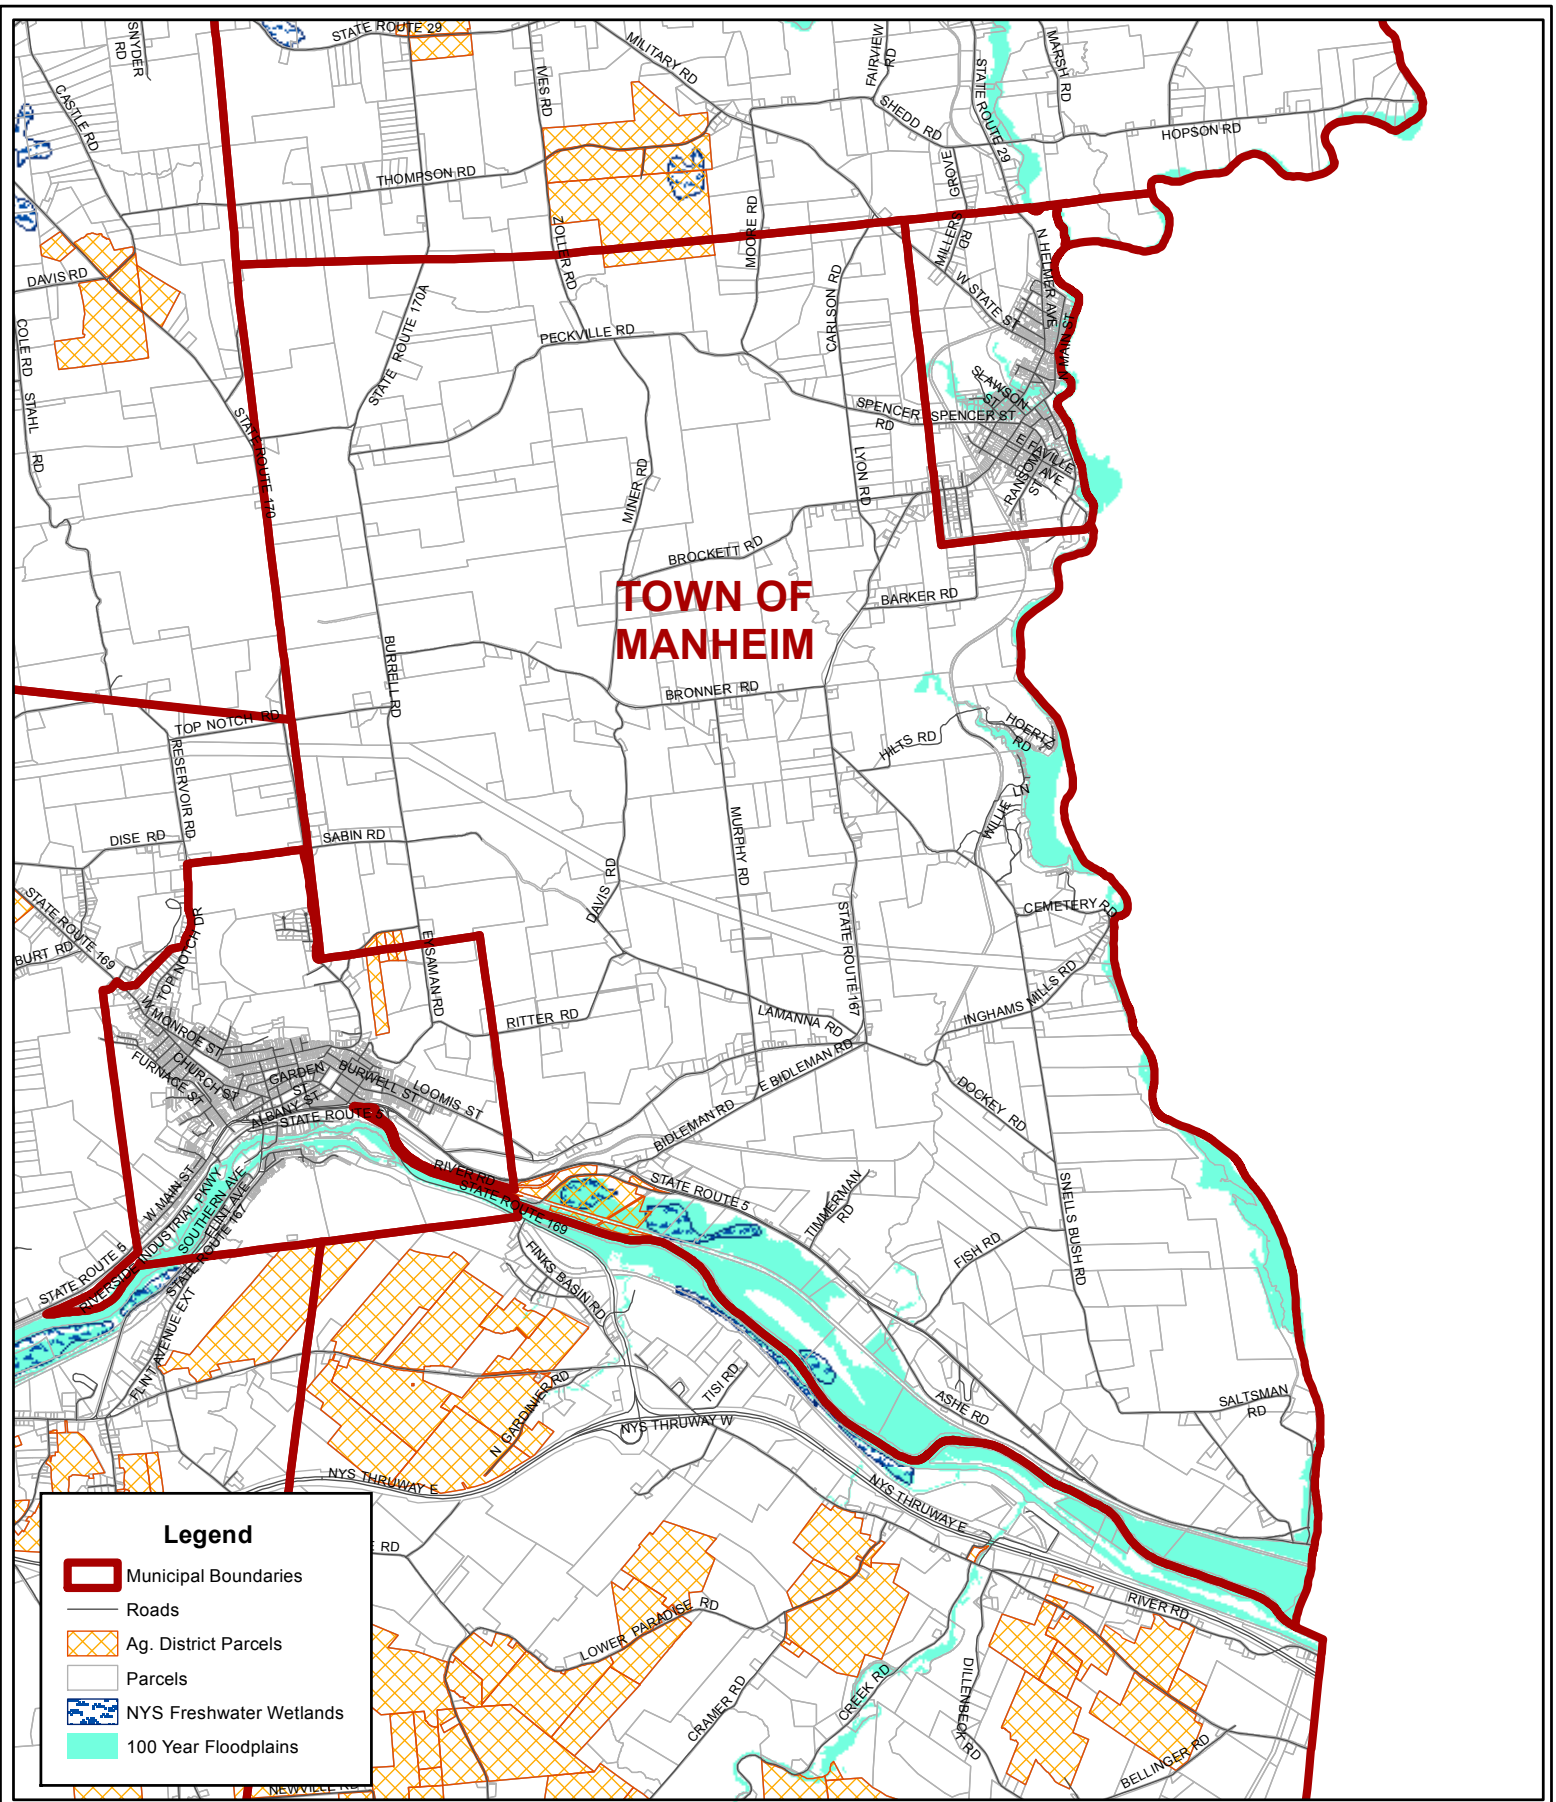 SNYDER
RD
STATE ROUTE 29
CASTLE RD
IVES RD
MILITARY RD
FAIRVIEW
RD
SHEDD RD
STATE ROUTE 29
MARSH RD
HOPSON RD
THOMPSON RD
GROVE
MILLERS
RD
MOORE RD
ZOLLER RD
DAVIS RD
COLE RD
STAHL
RD
STATE ROUTE 170A
STATE ROUTE 170
PECKVILLE RD
CARLSON RD
W STATE ST
N HELMER AVE
N MAIN ST
SLAWSON
ST
SPENCER
RD
SPENCER ST
E FAVILLE
AVE
RANSOM
ST
LYON RD
MINER RD
BROCKETT RD
BARKER RD
TOWN OF
MANHEIM
BURRELL RD
BRONNER RD
TOP NOTCH RD
RESERVOIR RD
HILTS RD
HOERTZ
RD
WILLIE
LN
DISE RD
SABIN RD
MURPHY RD
DAVIS RD
STATE ROUTE 167
STATE ROUTE 169
BURT RD
TOP NOTCH DR
EYSAMAN RD
CEMETERY RD
INGHAMS MILLS RD
RITTER RD
LAMANNA RD
W MONROE ST
FURNACE ST
CHURCH ST
GARDEN
ST
BURWELL ST
LOOMIS ST
ALBANY ST
STATE ROUTE 5
E BIDLEMAN RD
BIDLEMAN RD
DOCKEY RD
RIVER RD
STATE ROUTE 169
STATE ROUTE 5
TIMMERMAN
RD
SNELLS BUSH RD
FISH RD
W MAIN ST
RIVERSIDE INDUSTRIAL PKWY
SOUTHERN AVE
FLINT AVE
STATE ROUTE 167
STATE ROUTE 5
FLINT AVENUE EXT
FINKS BASIN RD
TISI RD
N GARDINIER RD
NYS THRUWAY W
ASHE RD
SALTSMAN
RD
NYS THRUWAY E
NYS THRUWAY E
E RD
LOWER PARADISE RD
CRAMER RD
CREEK RD
DILLENBECK RD
RIVER RD
BELLINGER RD
NEWVILLE RD
Legend
Municipal Boundaries
Roads
Ag. District Parcels
Parcels
NYS Freshwater Wetlands
100 Year Floodplains